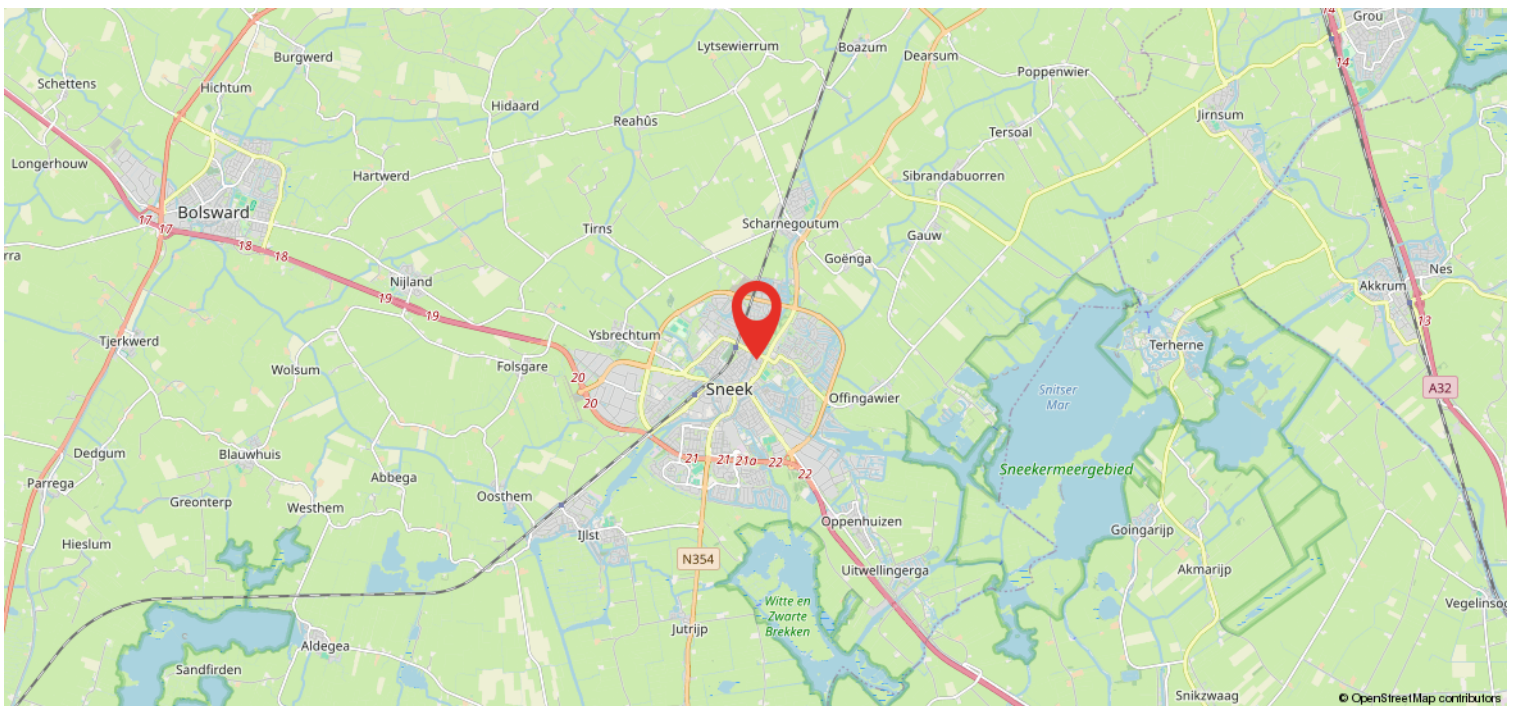 14
Grou
Lytsewierrum
Boazum
Dearsum
Burgwerd
14
Poppenwier
Schettens
Hichtum
Hidaard
Jirnsum
Reahûs
Tersoal
Longerhouw
Hartwerd
Sibrandabuorren
Bolsward
17
17
Scharnegoutum
Tirns
Gauw
18
18
rra
Goënga
Nes
Nijland
Akkrum
19
19
13
Ysbrechtum
Tjerkwerd
Terherne
Folsgare
Wolsum
20
Sneek
Snitser
Mar
A32
20
Offingawier
Dedgum
Blauwhuis
21
21
21a
22
22
Sneekermeergebied
Parrega
Abbega
Oosthem
Greonterp
Westhem
Oppenhuizen
Goingarijp
IJlst
Hieslum
N354
Uitwellingerga
Akmarijp
Witte en
Zwarte
Brekken
Vegelinsoo
Jutrijp
Aldegea
Sandfirden
Snikzwaag
© OpenStreetMap contributors